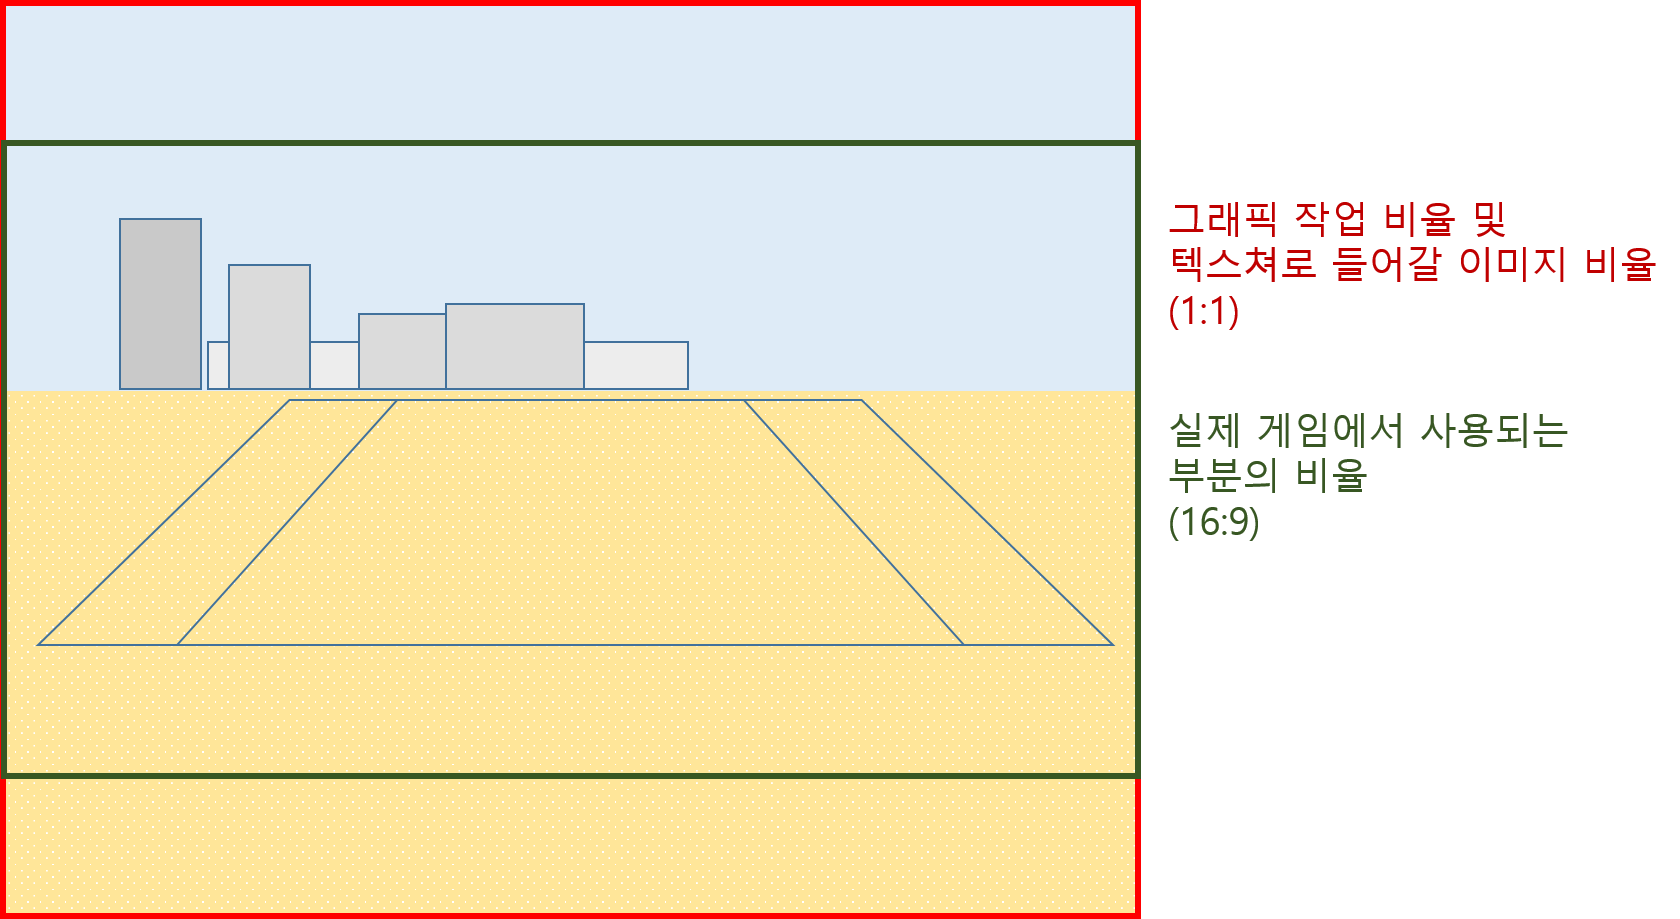 그래픽 작업 비율 및
텍스쳐로 들어갈 이미지 비율
(1:1)
실제 게임에서 사용되는
부분의 비율
(16:9)